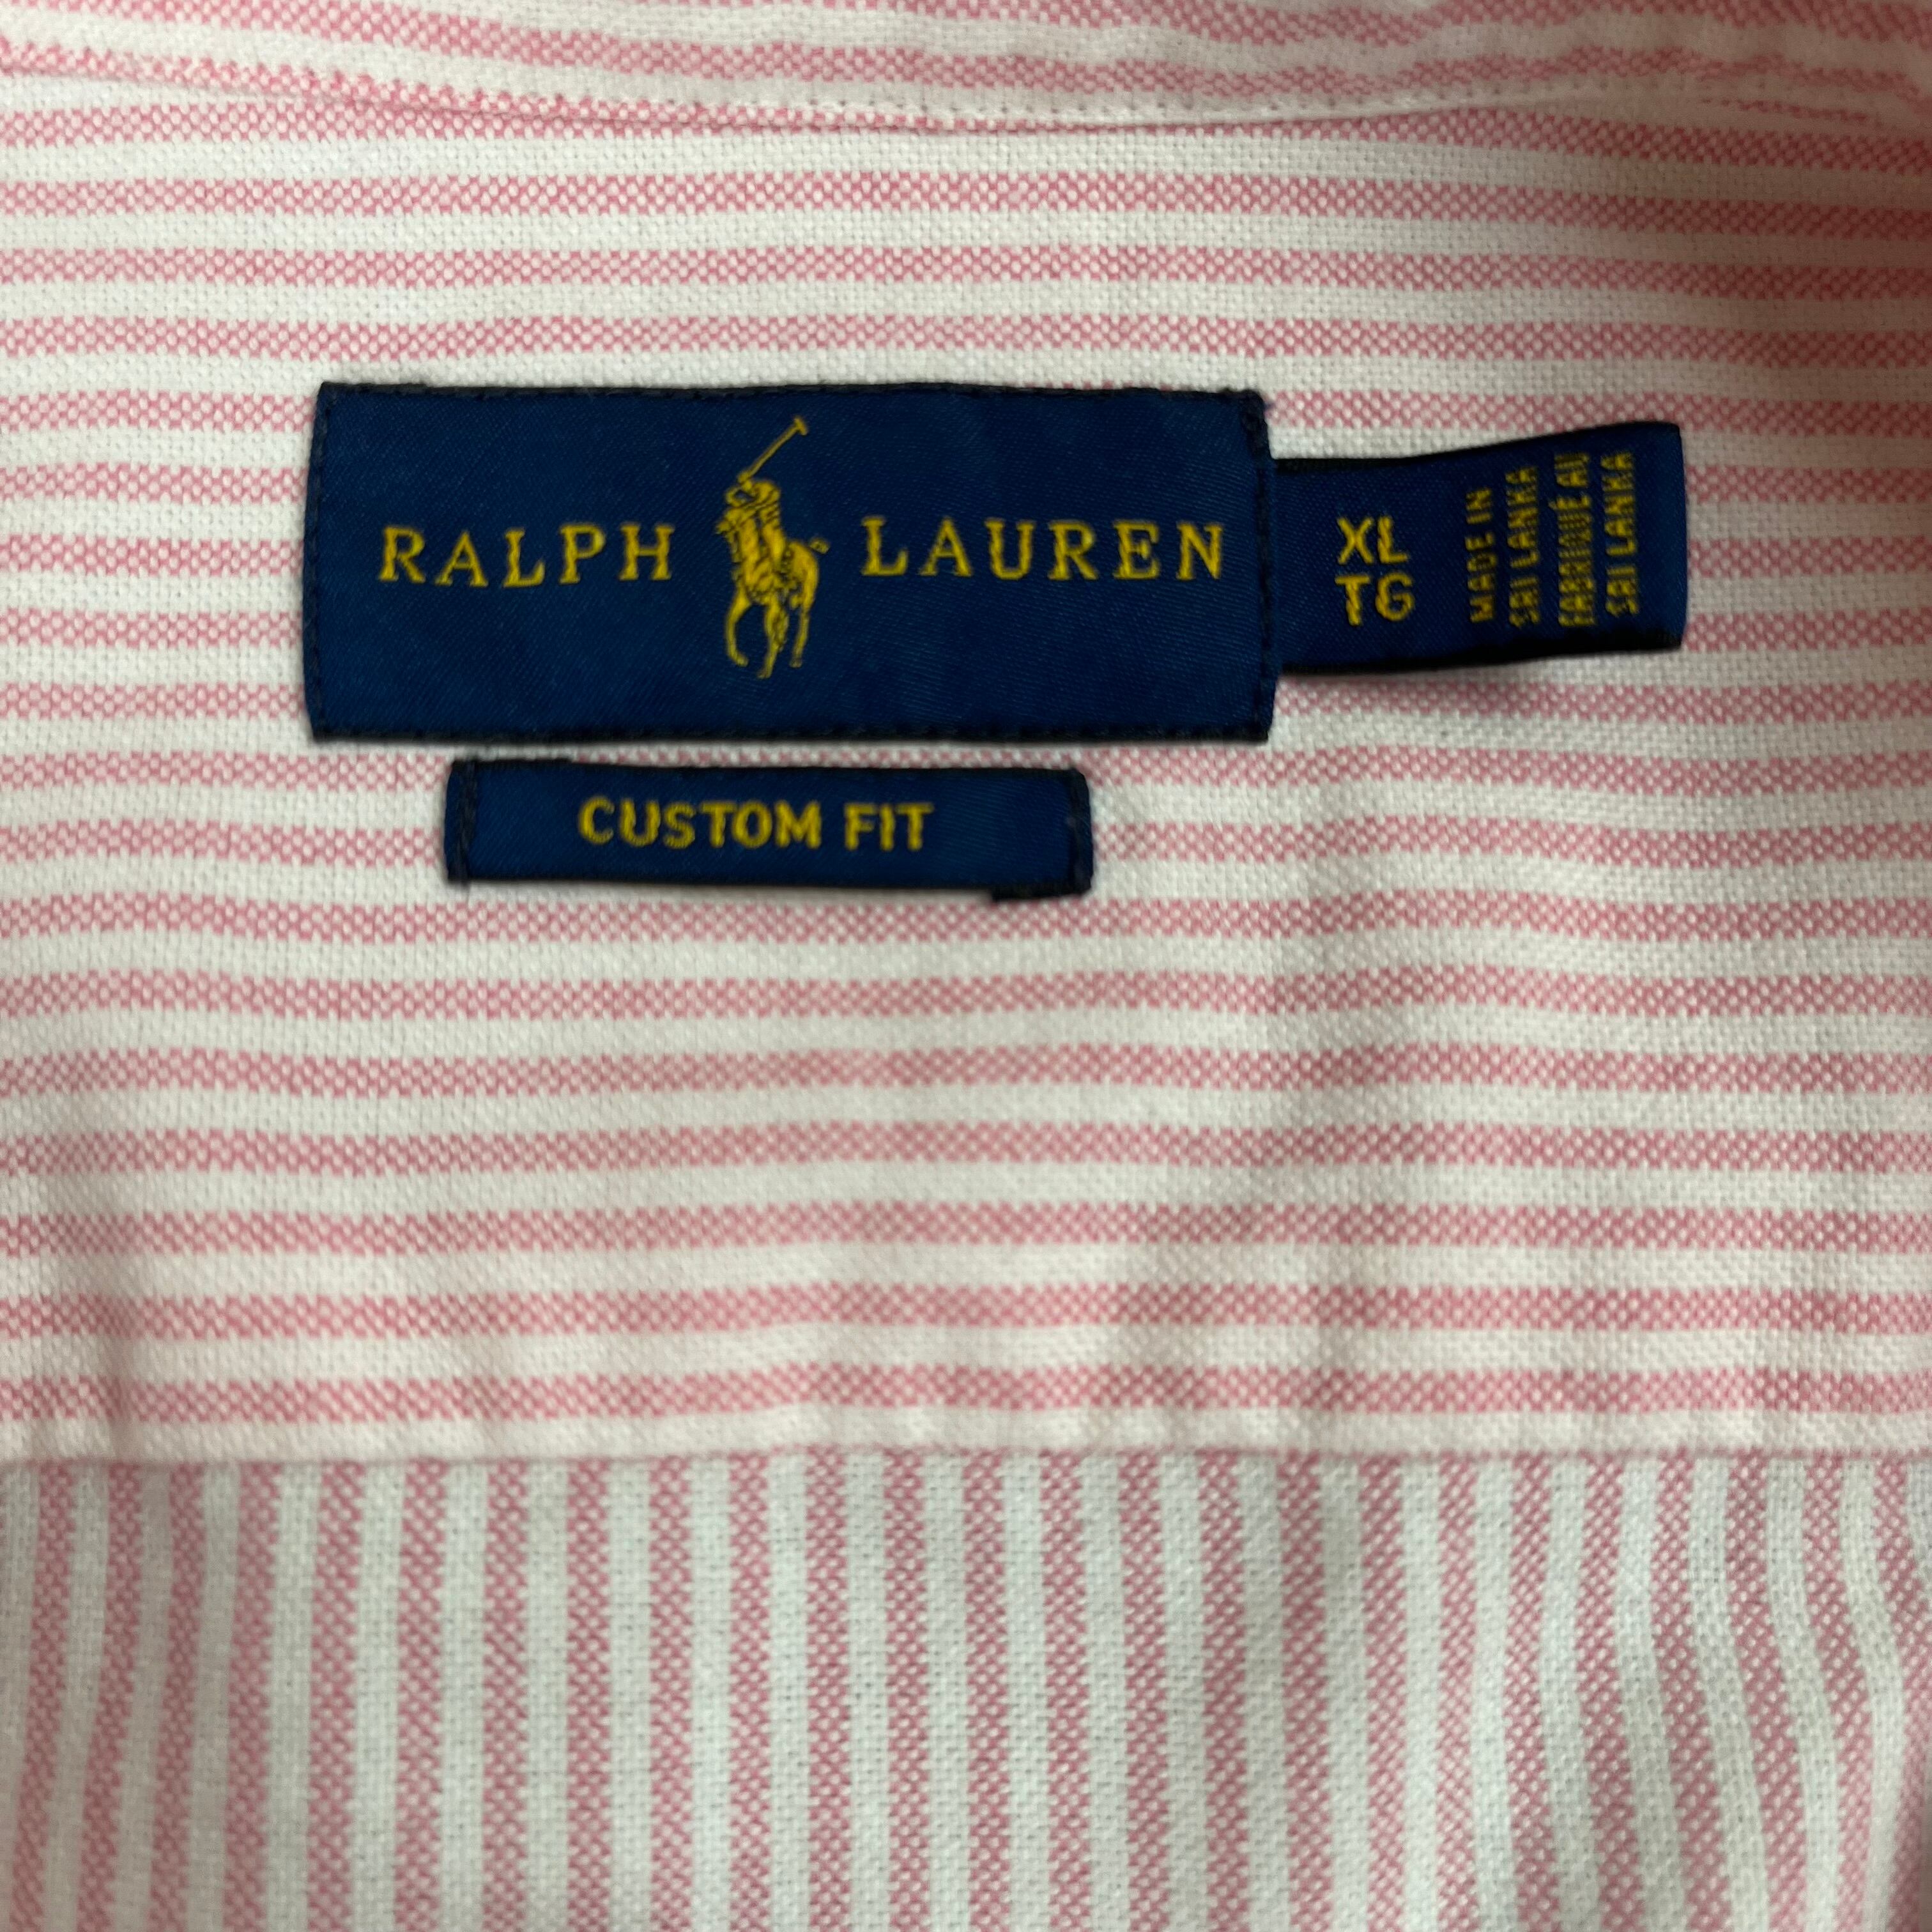 RALPH LAUREN
XL
TG
MADE IN
SRI LANKA
FABRIQUÉ AU
SRI LANKA
CUSTOM FIT